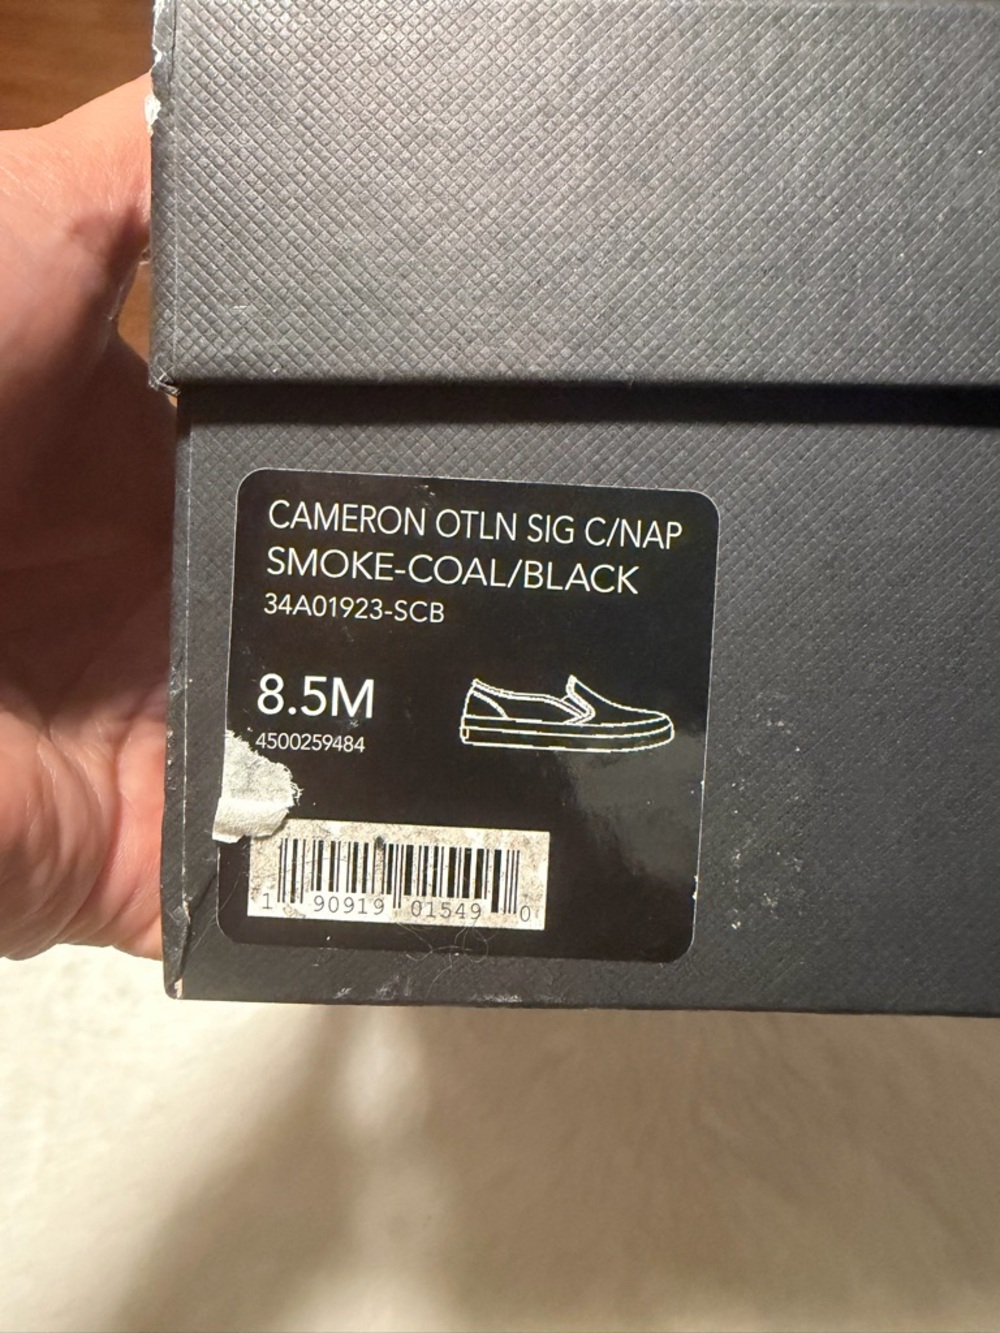 CAMERON OTLN SIG C/NAP
SMOKE-COAL/BLACK
34A01923-SCB
8.5M
4500259484
1 90919 01549 0